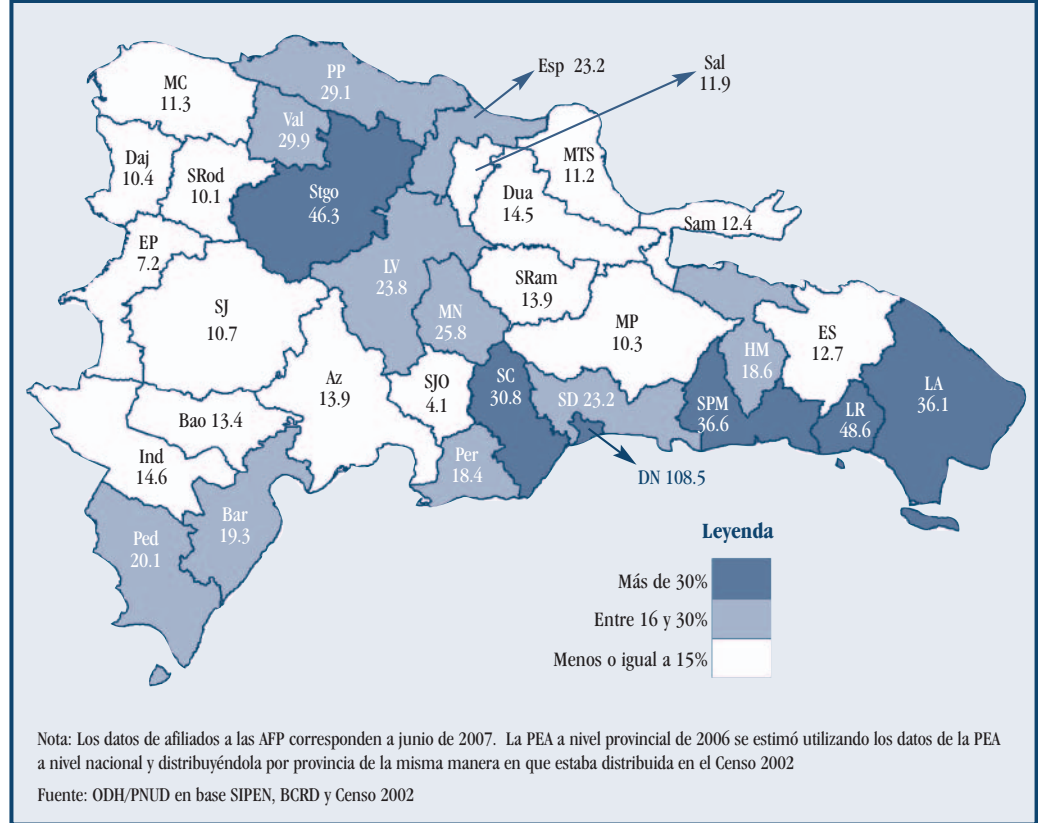 Esp 23.2
Sal
11.9
PP
29.1
MC
11.3
Val
29.9
Daj
10.4
SRod
10.1
MTS
11.2
Stgo
46.3
Dua
14.5
Sam 12.4
EP
7.2
LV
23.8
SRam
13.9
SJ
10.7
MN
25.8
MP
10.3
ES
12.7
HM
18.6
Az
13.9
SJO
4.1
SC
30.8
SD 23.2
SPM
36.6
LR
48.6
LA
36.1
Bao 13.4
Ind
14.6
Per
18.4
DN 108.5
Bar
19.3
Ped
20.1
Leyenda
Más de 30%
Entre 16 y 30%
Menos o igual a 15%
Nota: Los datos de afiliados a las AFP corresponden a junio de 2007. La PEA a nivel provincial de 2006 se estimó utilizando los datos de la PEA
a nivel nacional y distribuyéndola por provincia de la misma manera en que estaba distribuida en el Censo 2002
Fuente: ODH/PNUD en base SIPEN, BCRD y Censo 2002